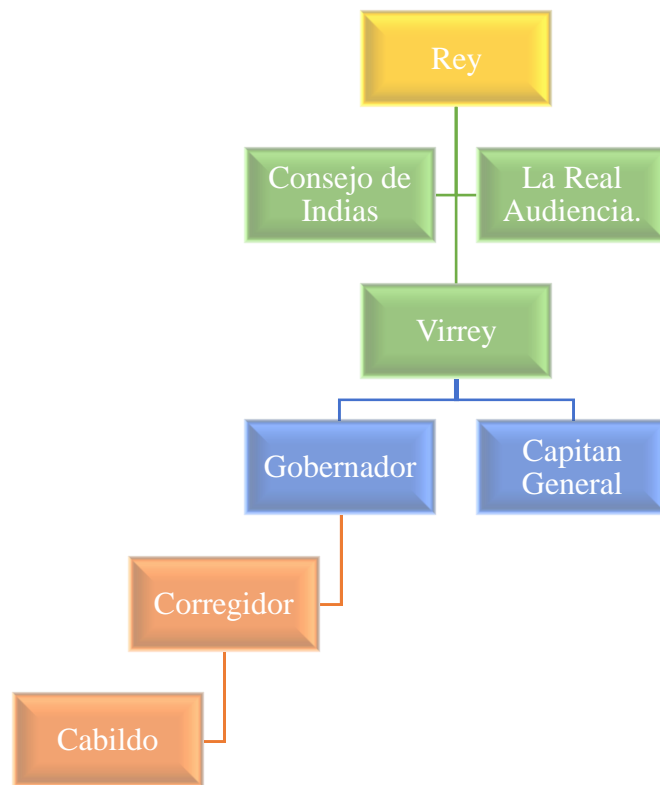 Rey
Consejo de
Indias
La Real
Audiencia.
Virrey
Gobernador
Capitan
General
Corregidor
Cabildo